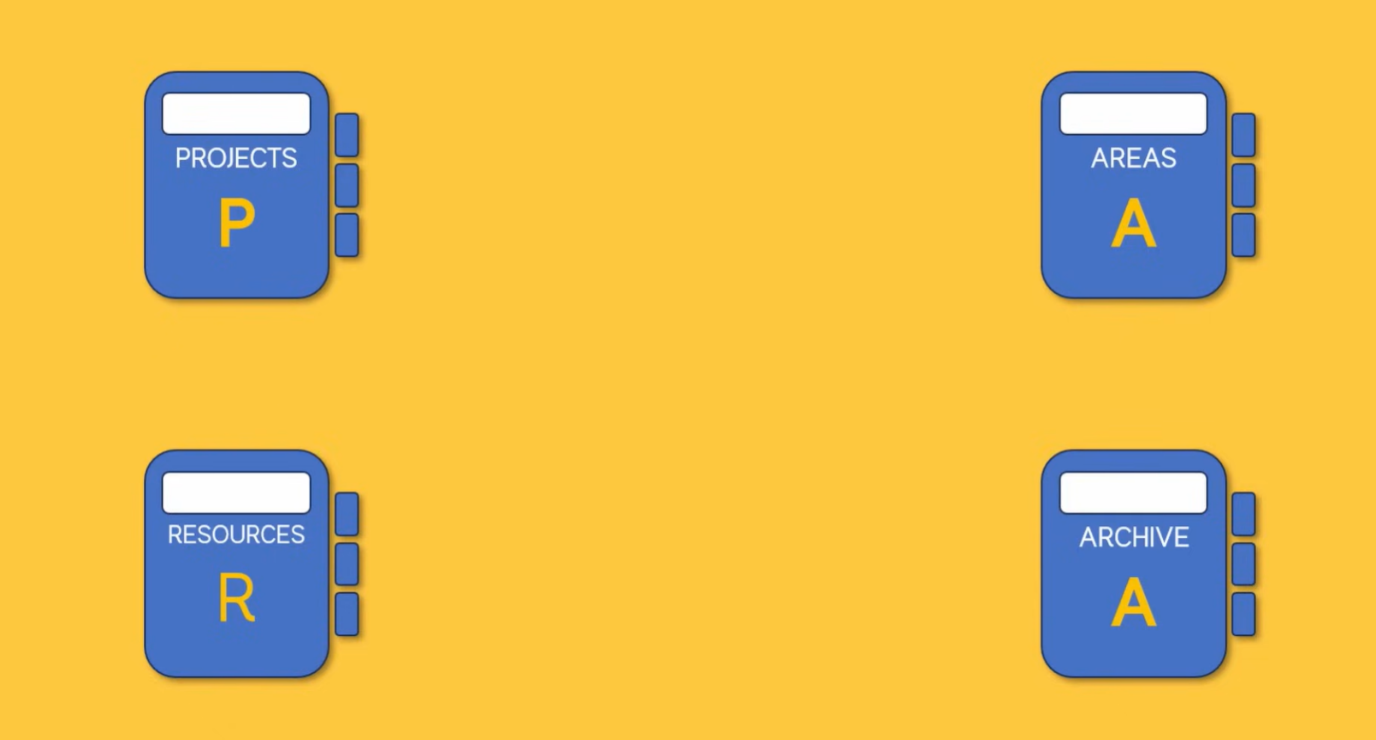 PROJECTS
P
AREAS
A
RESOURCES
R
ARCHIVE
A